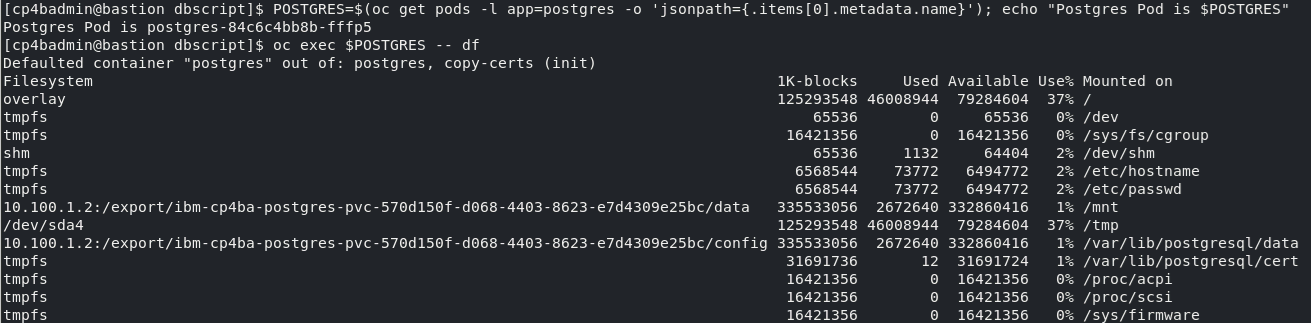 [cp4badmin@bastion dbscript]$ POSTGRES=$(oc get pods -l app=postgres -o 'jsonpath={.items[0].metadata.name}'); echo "Postgres Pod is $POSTGRES"
Postgres Pod is postgres-84c6c4bb8b-fffp5
[cp4badmin@bastion dbscript]$ oc exec $POSTGRES -- df
Defaulted container "postgres" out of: postgres, copy-certs (init)
Filesystem 1K-blocks Used Available Use% Mounted on
overlay 125293548 46008944 79284604 37% /
tmpfs 65536 0 65536 0% /dev
tmpfs 16421356 0 16421356 0% /sys/fs/cgroup
shm 65536 1132 64404 2% /dev/shm
tmpfs 6568544 73772 6494772 2% /etc/hostname
tmpfs 6568544 73772 6494772 2% /etc/passwd
10.100.1.2:/export/ibm-cp4ba-postgres-pvc-570d150f-d068-4403-8623-e7d4309e25bc/data 335533056 2672640 332860416 1% /mnt
/dev/sda4 125293548 46008944 79284604 37% /tmp
10.100.1.2:/export/ibm-cp4ba-postgres-pvc-570d150f-d068-4403-8623-e7d4309e25bc/config 335533056 2672640 332860416 1% /var/lib/postgresql/data
tmpfs 31691736 12 31691724 1% /var/lib/postgresql/cert
tmpfs 16421356 0 16421356 0% /proc/acpi
tmpfs 16421356 0 16421356 0% /proc/scsi
tmpfs 16421356 0 16421356 0% /sys/firmware